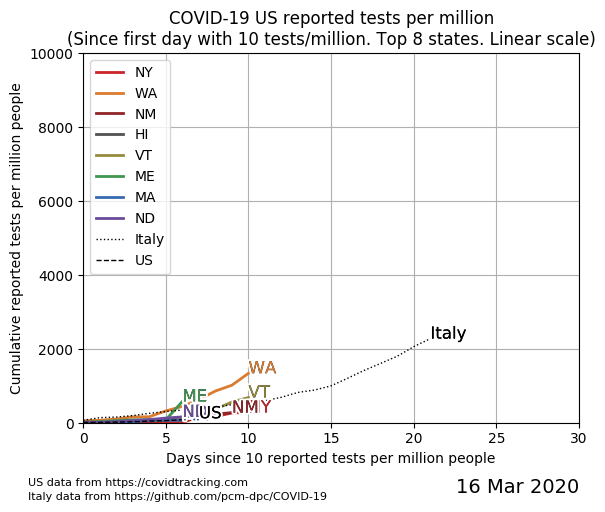 COVID-19 US reported tests per million
(Since first day with 10 tests/million. Top 8 states. Linear scale)
Cumulative reported tests per million people
10000
8000
6000
4000
2000
0
NY
WA
NM
HI
VT
ME
MA
ND
Italy
US
Italy
WA
VT
ME
US
NM
0
5
10
15
20
25
30
Days since 10 reported tests per million people
US data from https://covidtracking.com
Italy data from https://github.com/pcm-dpc/COVID-19
16 Mar 2020